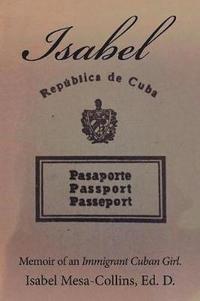 Isabel
República de Cuba
Pasaporte
Passport
Passeport
Memoir of an Immigrant Cuban Girl.
Isabel Mesa-Collins, Ed. D.